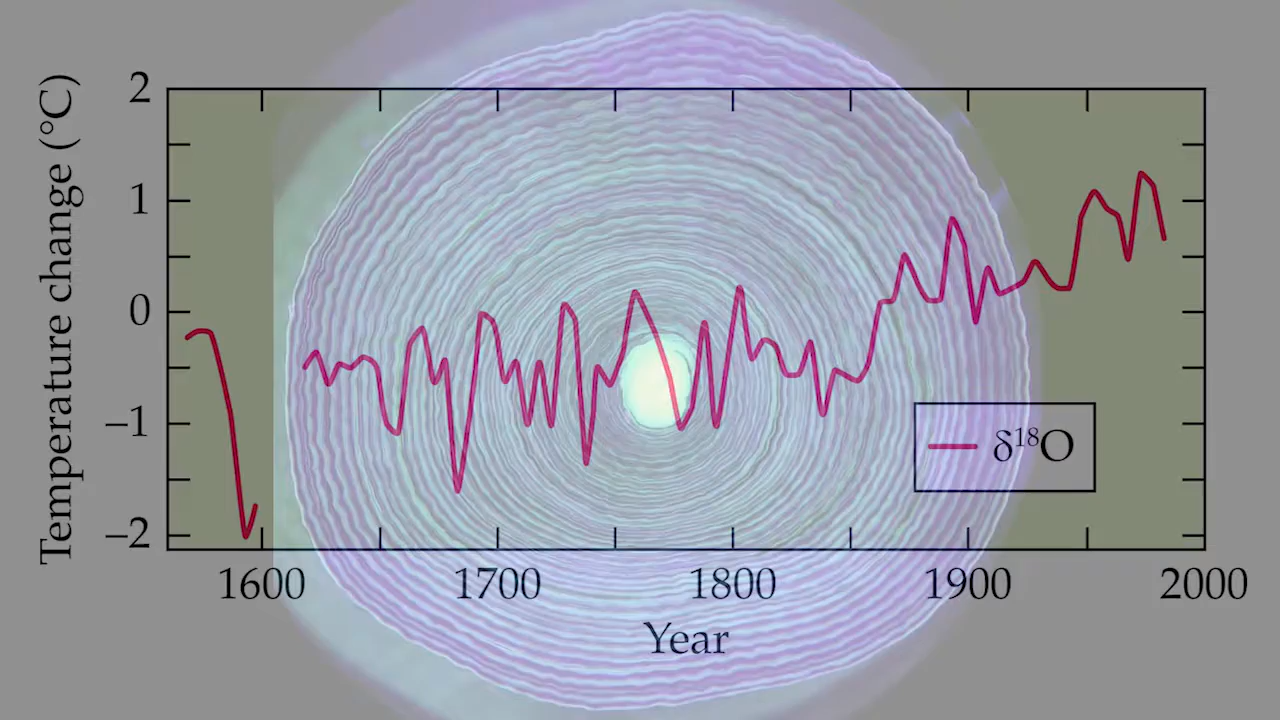 Temperature change (°C)
2
1
0
−1
−2
δ¹⁸O
1600 1700 1800 1900 2000
Year